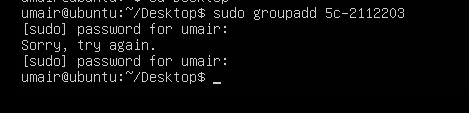 umair@ubuntu:~/Desktop$ sudo groupadd 5c-2112203
[sudo] password for umair:
Sorry, try again.
[sudo] password for umair:
umair@ubuntu:~/Desktop$ _